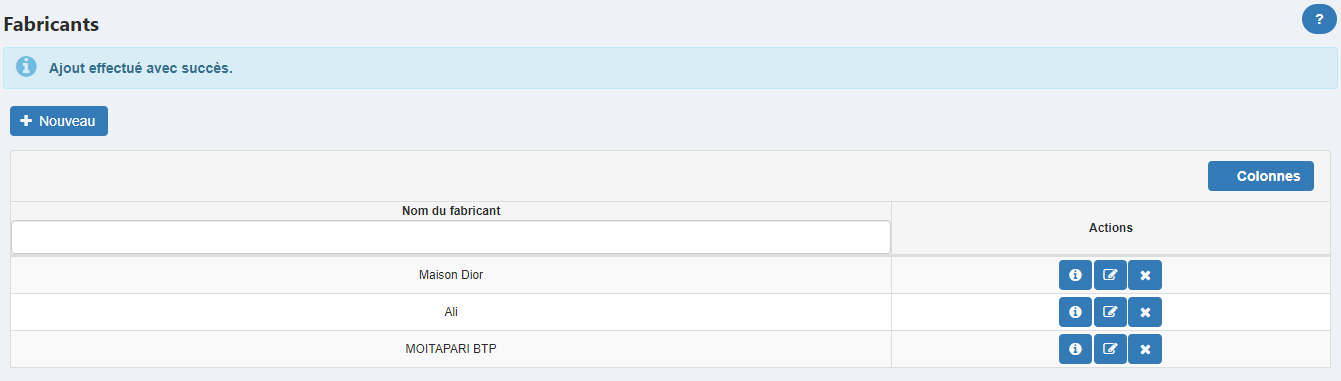 Fabricants
?
Ajout effectué avec succès.
Nouveau
Colonnes
Nom du fabricant
Actions
Maison Dior
Ali
MOITAPARI BTP